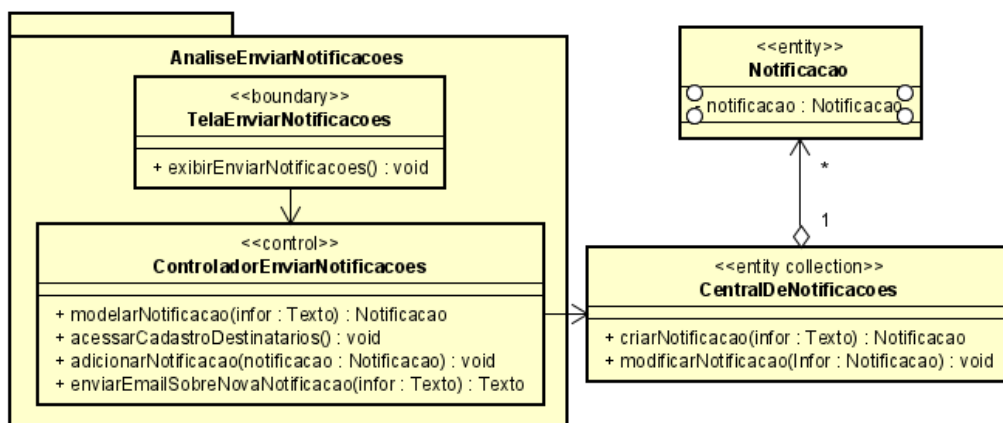 AnaliseEnviarNotificacoes
<<boundary>>
TelaEnviarNotificacoes
+ exibirEnviarNotificacoes() : void
<<control>>
ControladorEnviarNotificacoes
+ modelarNotificacao(infor : Texto) : Notificacao
+ acessarCadastroDestinatarios() : void
+ adicionarNotificacao(notificacao : Notificacao) : void
+ enviarEmailSobreNovaNotificacao(infor : Texto) : Texto
<<entity>>
Notificacao
- notificacao : Notificacao
*
1
<<entity collection>>
CentralDeNotificacoes
+ criarNotificacao(infor : Texto) : Notificacao
+ modificarNotificacao(Infor : Notificacao) : void